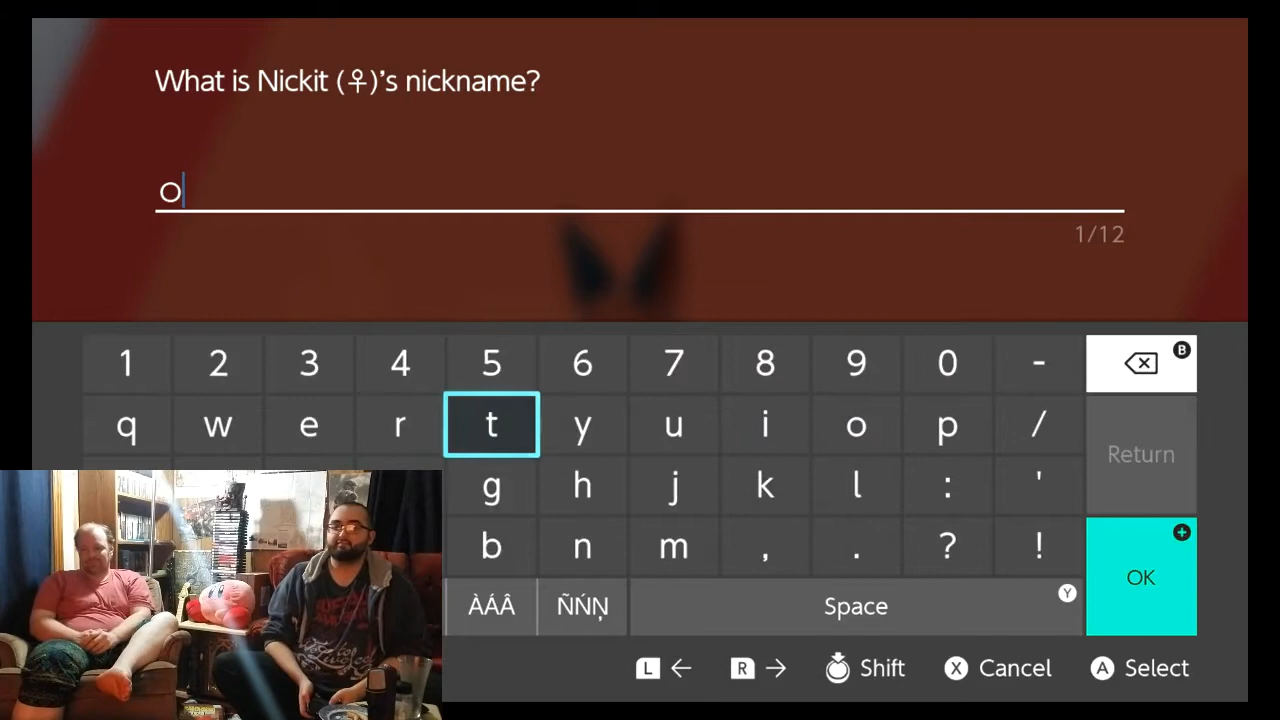 What is Nickit (♀)'s nickname?
O
1/12
1 2 3 4 5 6 7 8 9 0 - B
q w e r t y u i o p / Return
g h j k l : '
b n m , . ? ! + OK
ÀÁÂ ÑŃŅ Space Y
L ← R → Shift X Cancel A Select